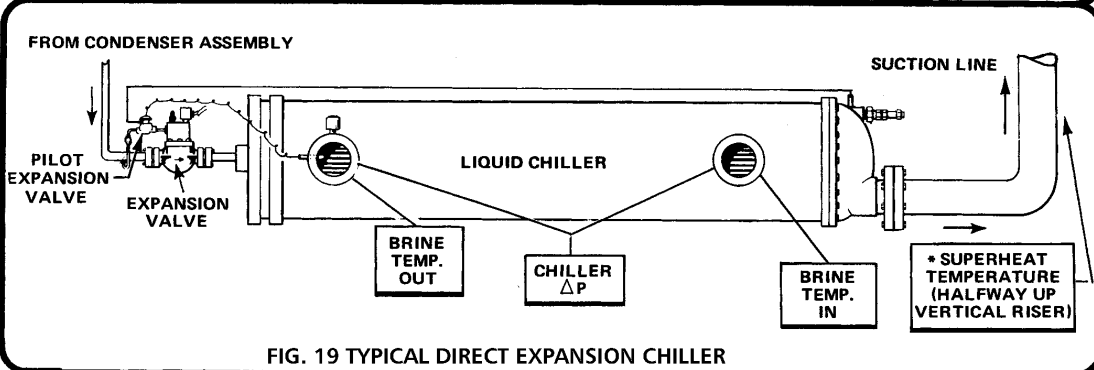 FROM CONDENSER ASSEMBLY
SUCTION LINE
PILOT
EXPANSION
VALVE
EXPANSION
VALVE
LIQUID CHILLER
BRINE
TEMP.
OUT
CHILLER
△P
BRINE
TEMP.
IN
* SUPERHEAT
TEMPERATURE
(HALFWAY UP
VERTICAL RISER)
FIG. 19 TYPICAL DIRECT EXPANSION CHILLER